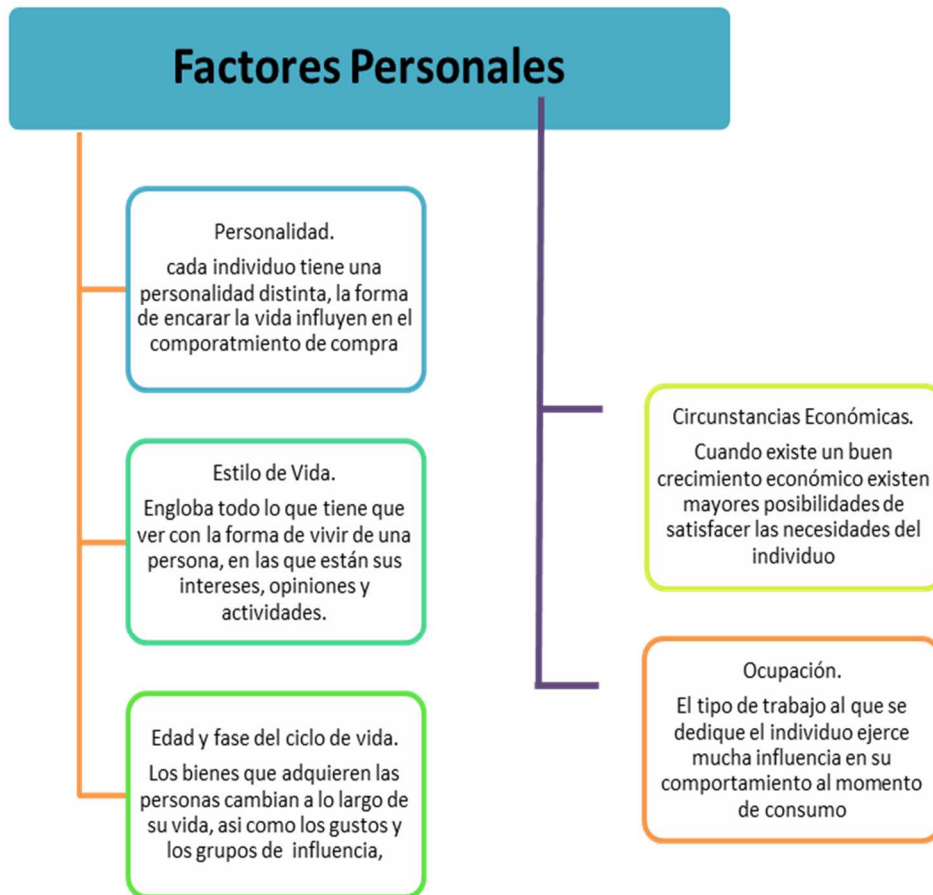 Factores Personales
Personalidad.
cada individuo tiene una
personalidad distinta, la forma
de encarar la vida influyen en el
comporatmiento de compra
Estilo de Vida.
Engloba todo lo que tiene que
ver con la forma de vivir de una
persona, en las que están sus
intereses, opiniones y
actividades.
Edad y fase del ciclo de vida.
Los bienes que adquieren las
personas cambian a lo largo de
su vida, asi como los gustos y
los grupos de influencia,
Circunstancias Económicas.
Cuando existe un buen
crecimiento económico existen
mayores posibilidades de
satisfacer las necesidades del
individuo
Ocupación.
El tipo de trabajo al que se
dedique el individuo ejerce
mucha influencia en su
comportamiento al momento
de consumo